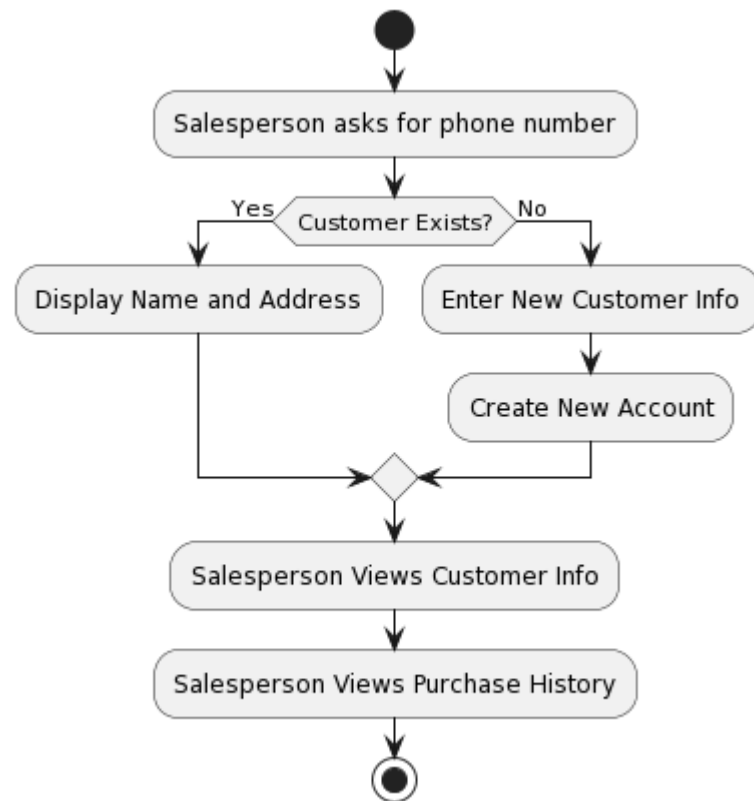 Salesperson asks for phone number
Yes
Customer Exists?
No
Display Name and Address
Enter New Customer Info
Create New Account
Salesperson Views Customer Info
Salesperson Views Purchase History